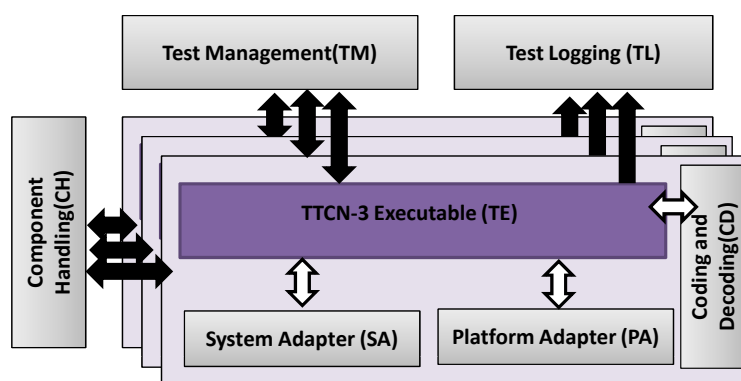 Test Management(TM)
Test Logging (TL)
Component
Handling(CH)
TTCN-3 Executable (TE)
Coding and
Decoding(CD)
System Adapter (SA)
Platform Adapter (PA)